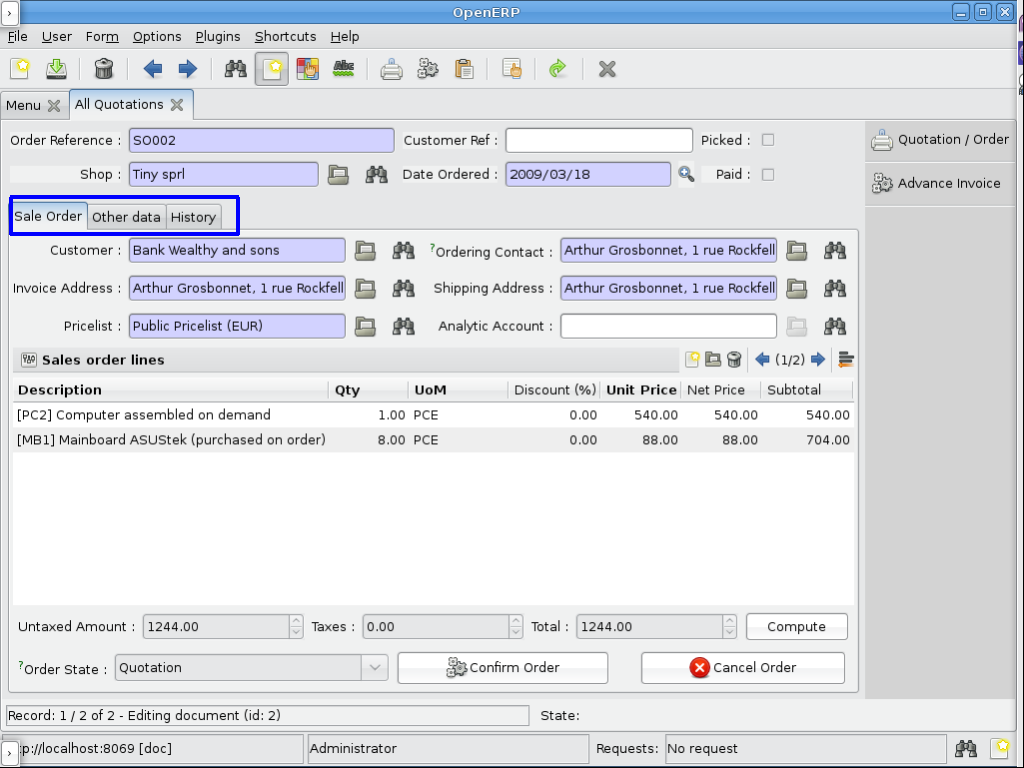 OpenERP
File User Form Options Plugins Shortcuts Help
Menu All Quotations
Order Reference : SO002 Customer Ref : Picked :
Quotation / Order
Shop : Tiny sprl Date Ordered : 2009/03/18 Paid :
Advance Invoice
Sale Order Other data History
Customer : Bank Wealthy and sons ?Ordering Contact : Arthur Grosbonnet, 1 rue Rockfell
Invoice Address : Arthur Grosbonnet, 1 rue Rockfell Shipping Address : Arthur Grosbonnet, 1 rue Rockfell
Pricelist : Public Pricelist (EUR) Analytic Account :
Sales order lines (1/2)
Description Qty UoM Discount (%) Unit Price Net Price Subtotal
[PC2] Computer assembled on demand 1.00 PCE 0.00 540.00 540.00 540.00
[MB1] Mainboard ASUStek (purchased on order) 8.00 PCE 0.00 88.00 88.00 704.00
Untaxed Amount : 1244.00 Taxes : 0.00 Total : 1244.00 Compute
?Order State : Quotation Confirm Order Cancel Order
Record: 1 / 2 of 2 - Editing document (id: 2) State:
p://localhost:8069 [doc] Administrator Requests: No request